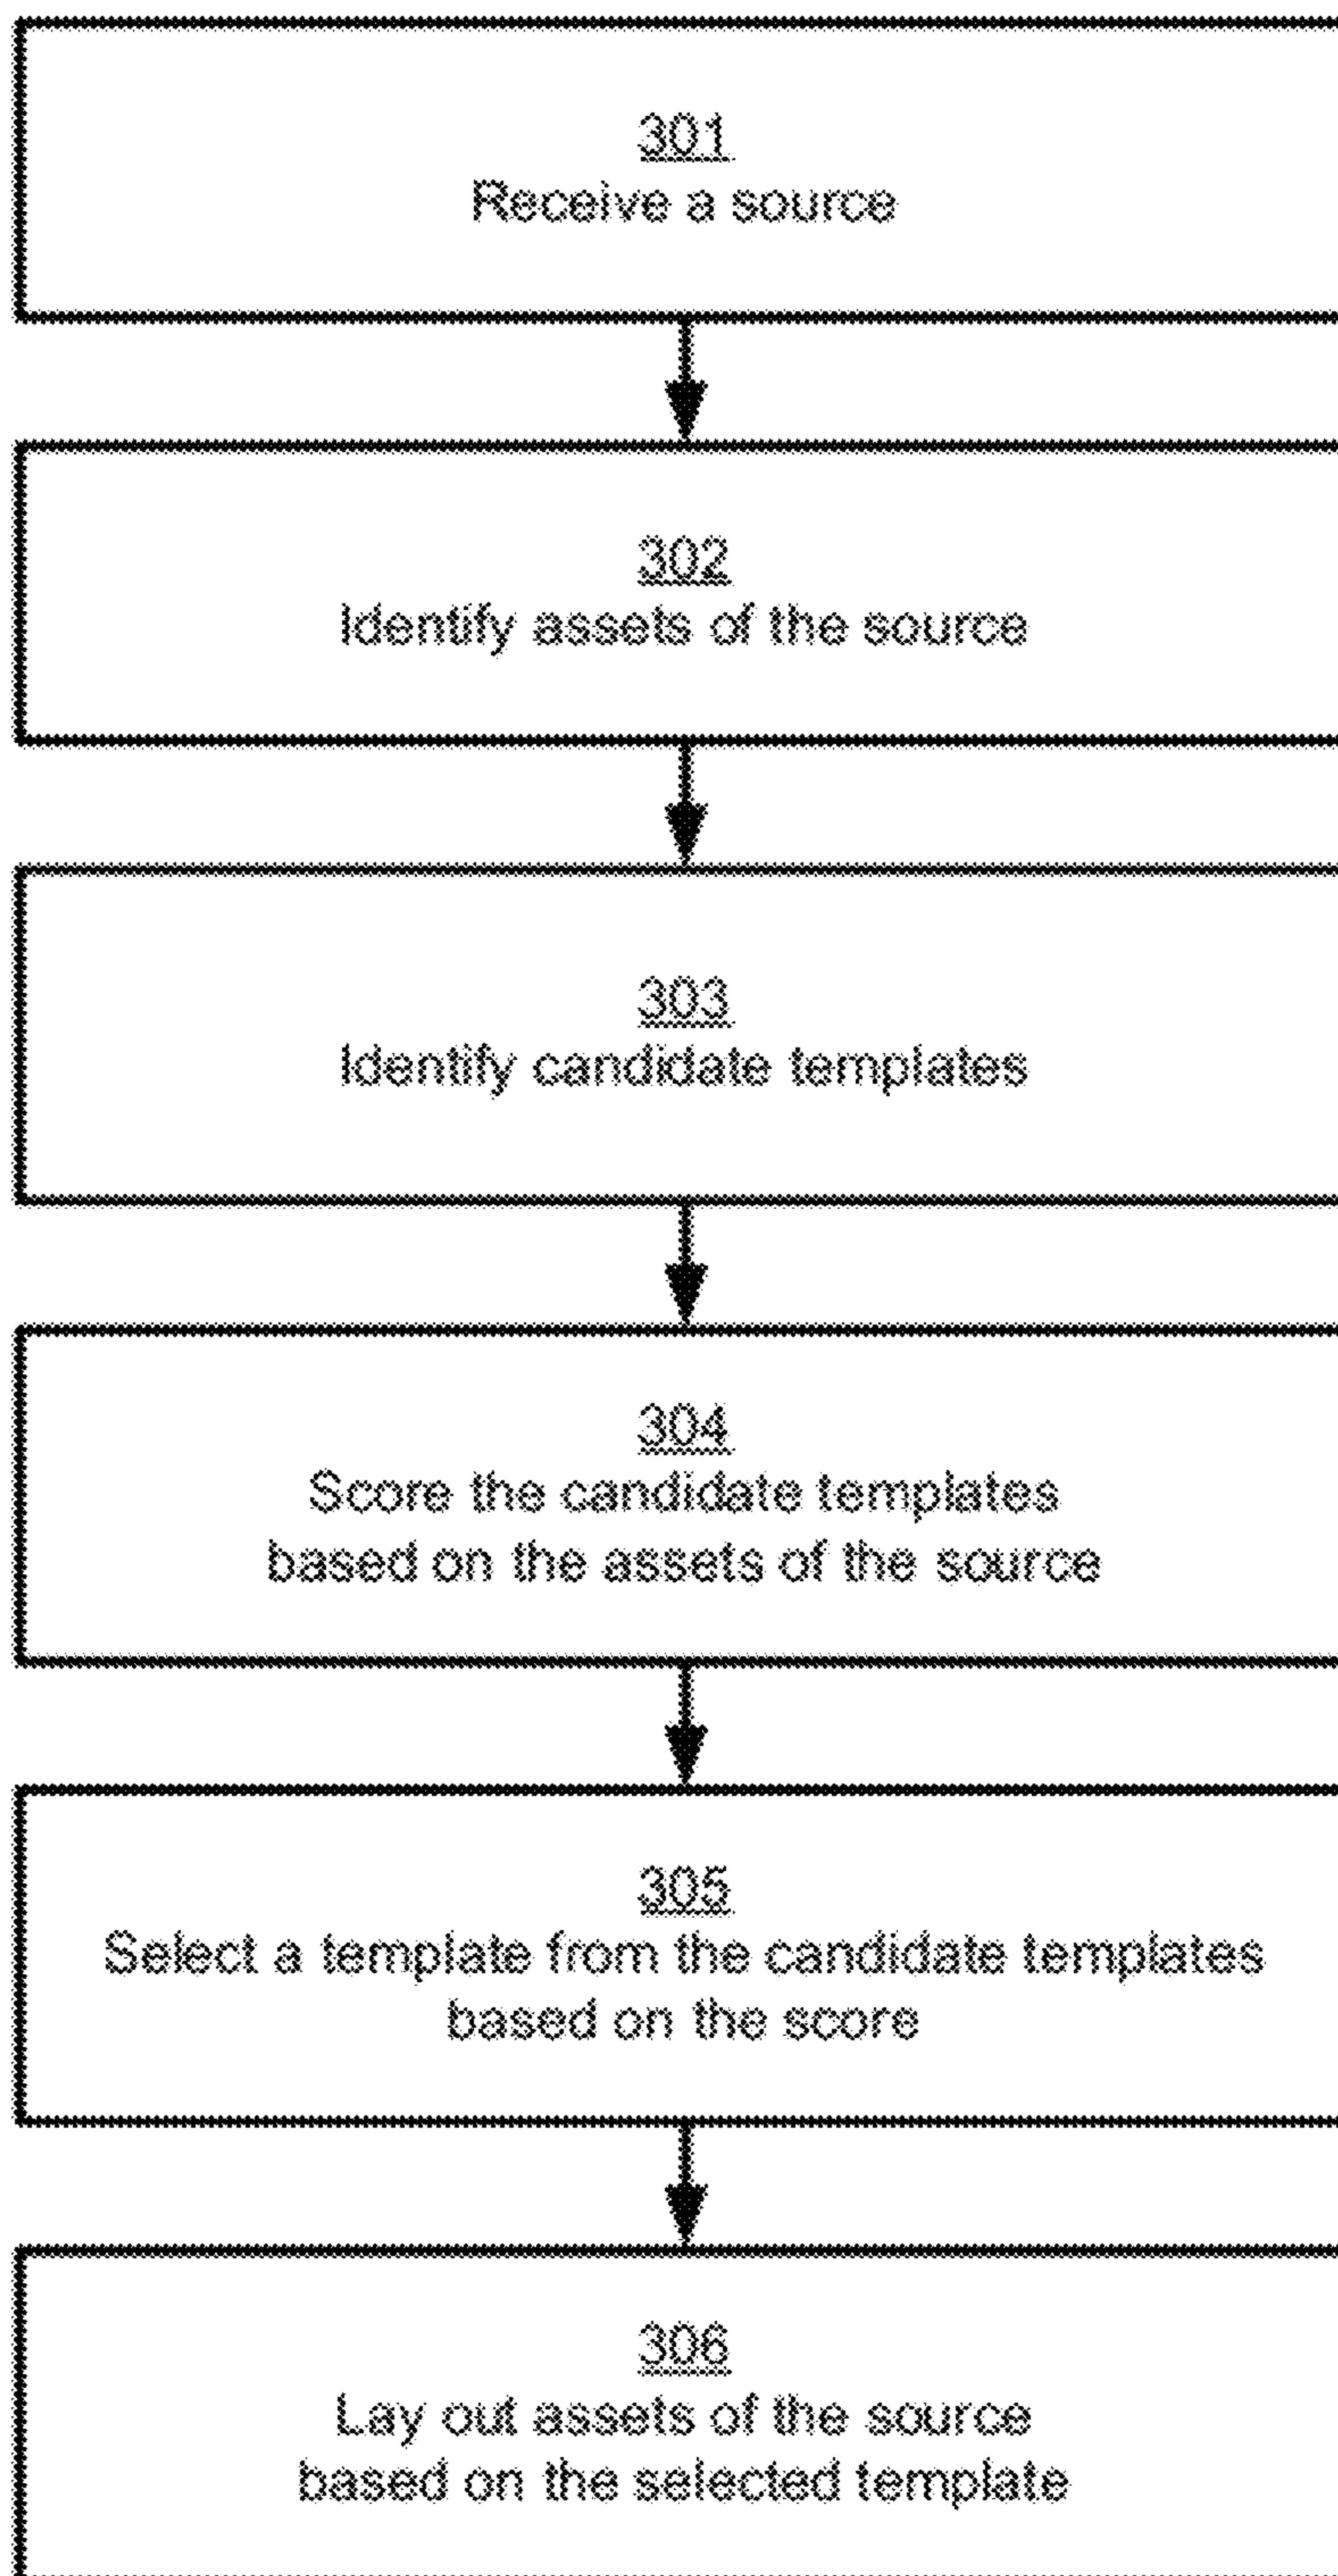 301
Receive a source
302
Identify assets of the source
303
Identify candidate templates
304
Score the candidate templates
based on the assets of the source
305
Select a template from the candidate templates
based on the score
306
Lay out assets of the source
based on the selected template